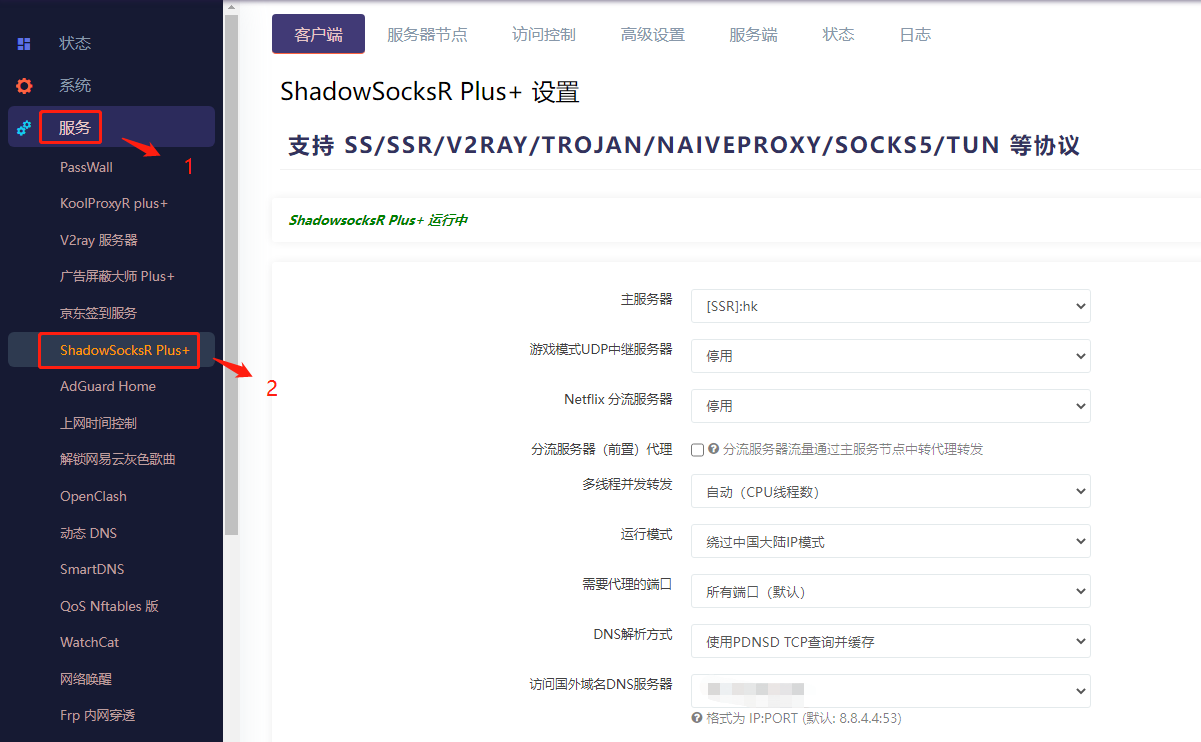 状态
系统
服务
1
PassWall
KoolProxyR plus+
V2ray 服务器
广告屏蔽大师 Plus+
京东签到服务
ShadowSocksR Plus+
2
AdGuard Home
上网时间控制
解锁网易云灰色歌曲
OpenClash
动态 DNS
SmartDNS
QoS Nftables 版
WatchCat
网络唤醒
Frp 内网穿透
客户端 服务器节点 访问控制 高级设置 服务端 状态 日志
ShadowSocksR Plus+ 设置
支持 SS/SSR/V2RAY/TROJAN/NAIVEPROXY/SOCKS5/TUN 等协议
ShadowsocksR Plus+ 运行中
主服务器 [SSR]:hk
游戏模式UDP中继服务器 停用
Netflix 分流服务器 停用
分流服务器（前置）代理 分流服务器流量通过主服务节点中转代理转发
多线程并发转发 自动（CPU线程数）
运行模式 绕过中国大陆IP模式
需要代理的端口 所有端口（默认）
DNS解析方式 使用PDNSD TCP查询并缓存
访问国外域名DNS服务器
格式为 IP:PORT (默认: 8.8.4.4:53)